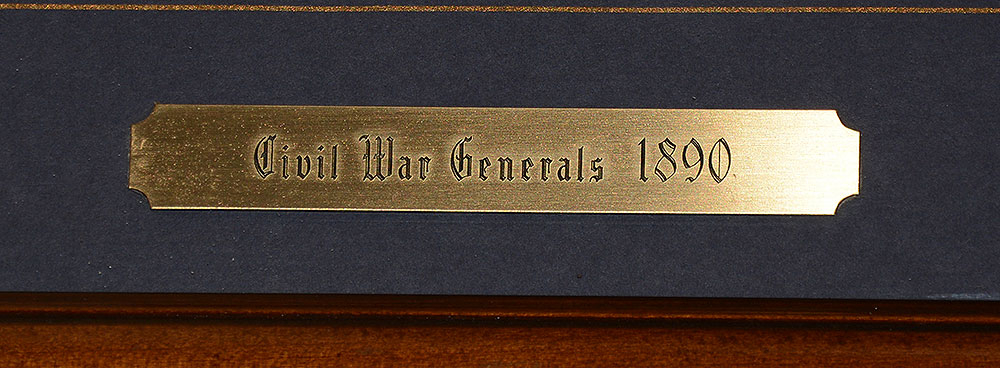 Civil War Generals 1890